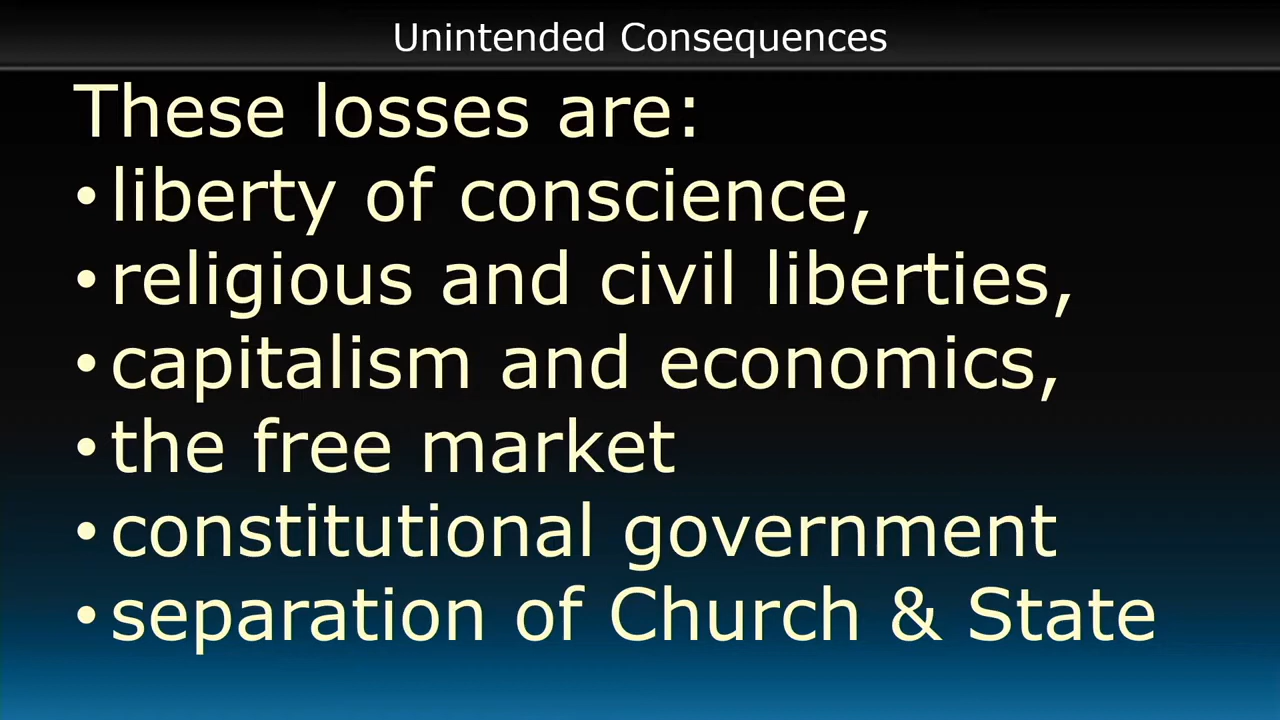 Unintended Consequences
These losses are:
•liberty of conscience,
•religious and civil liberties,
•capitalism and economics,
•the free market
•constitutional government
•separation of Church & State